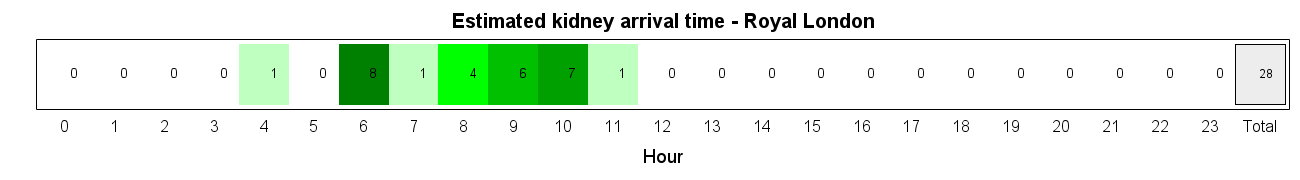 Estimated kidney arrival time - Royal London
0 0 0 0 1 0 8 1 4 6 7 1 0 0 0 0 0 0 0 0 0 0 0 0 28
0 1 2 3 4 5 6 7 8 9 10 11 12 13 14 15 16 17 18 19 20 21 22 23 Total
Hour